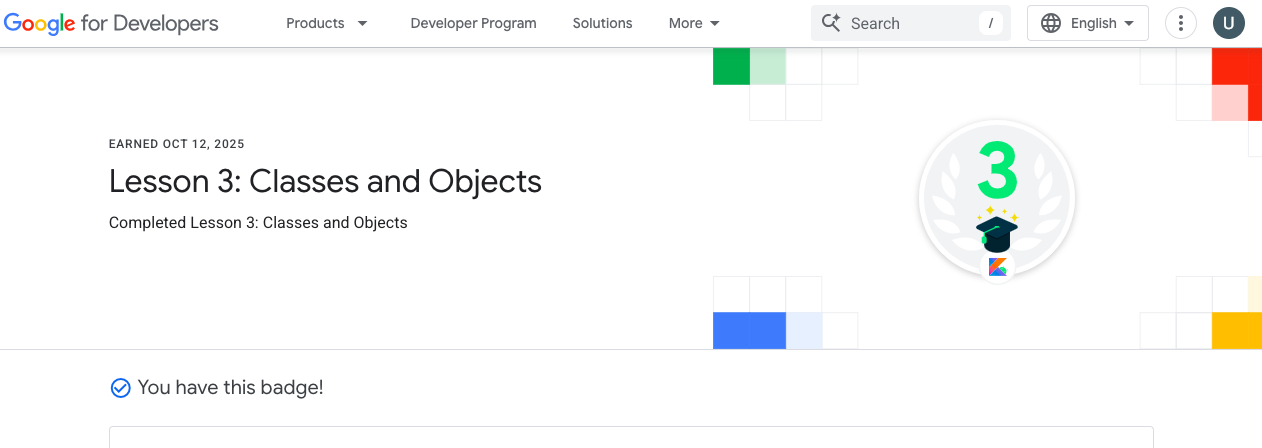 Google for Developers Products Developer Program Solutions More Search / English U
EARNED OCT 12, 2025
3
Lesson 3: Classes and Objects
Completed Lesson 3: Classes and Objects
You have this badge!